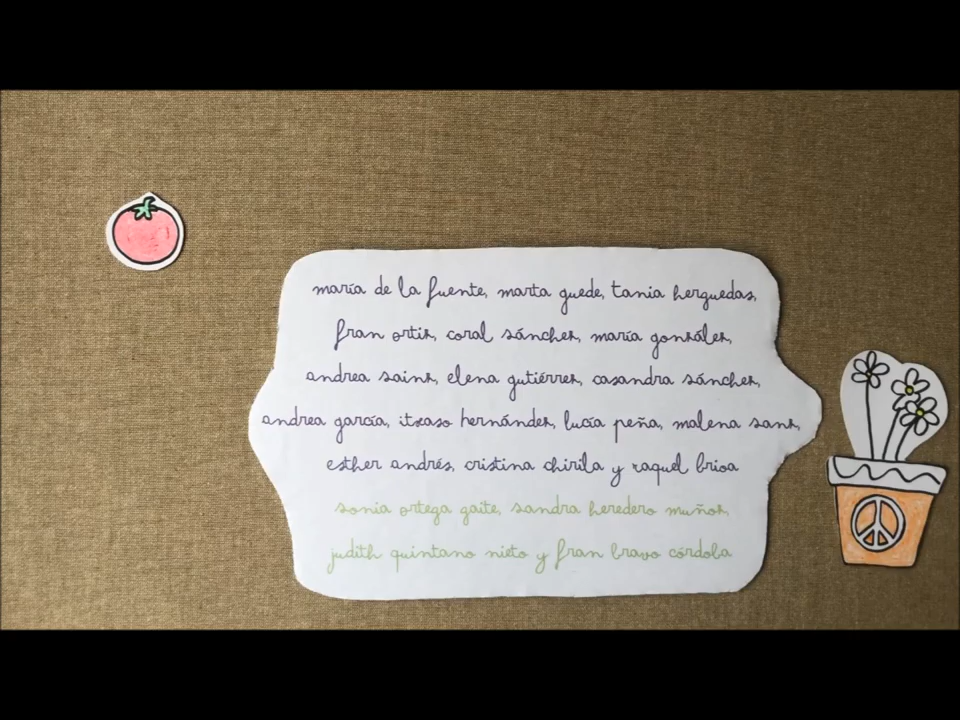 maría de la fuente, marta guede, tania herguedas,
fran ortiz, coral sánchez, maría gonzález,
andrea sainz, elena gutiérrez, casandra sánchez,
andrea garcía, itxaso hernández, lucía peña, malena sanz,
esther andrés, cristina chirila y raquel brioa
sonia ortega gaite, sandra heredero muñoz,
judith quintano nieto y fran bravo córdoba